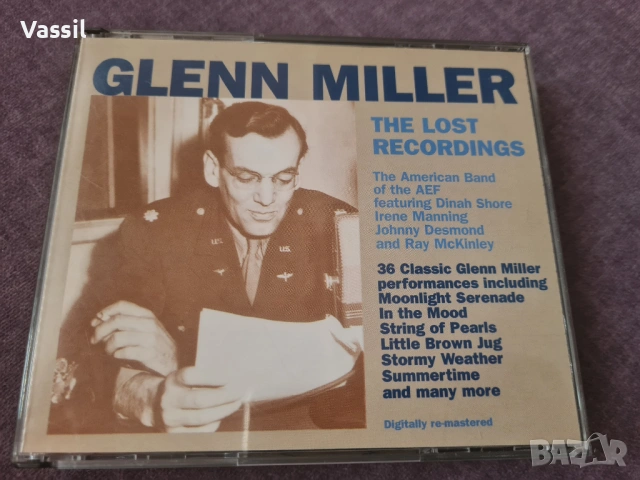 Vassil
GLENN MILLER
THE LOST
RECORDINGS
The American Band
of the AEF
featuring Dinah Shore
Irene Manning
Johnny Desmond
and Ray McKinley
36 Classic Glenn Miller
performances including
Moonlight Serenade
In the Mood
String of Pearls
Little Brown Jug
Stormy Weather
Summertime
and many more
Digitally re-mastered
U.S.
U.S.
BAZAR